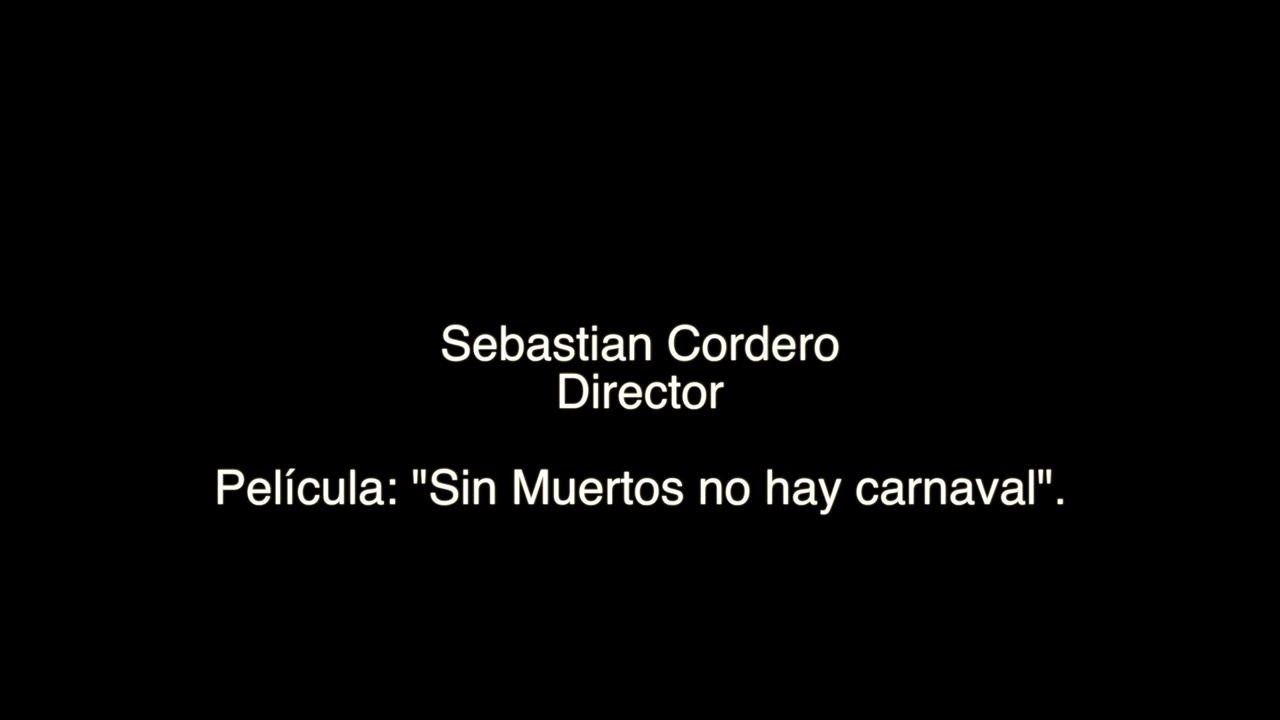 Sebastian Cordero
Director
Película: "Sin Muertos no hay carnaval".